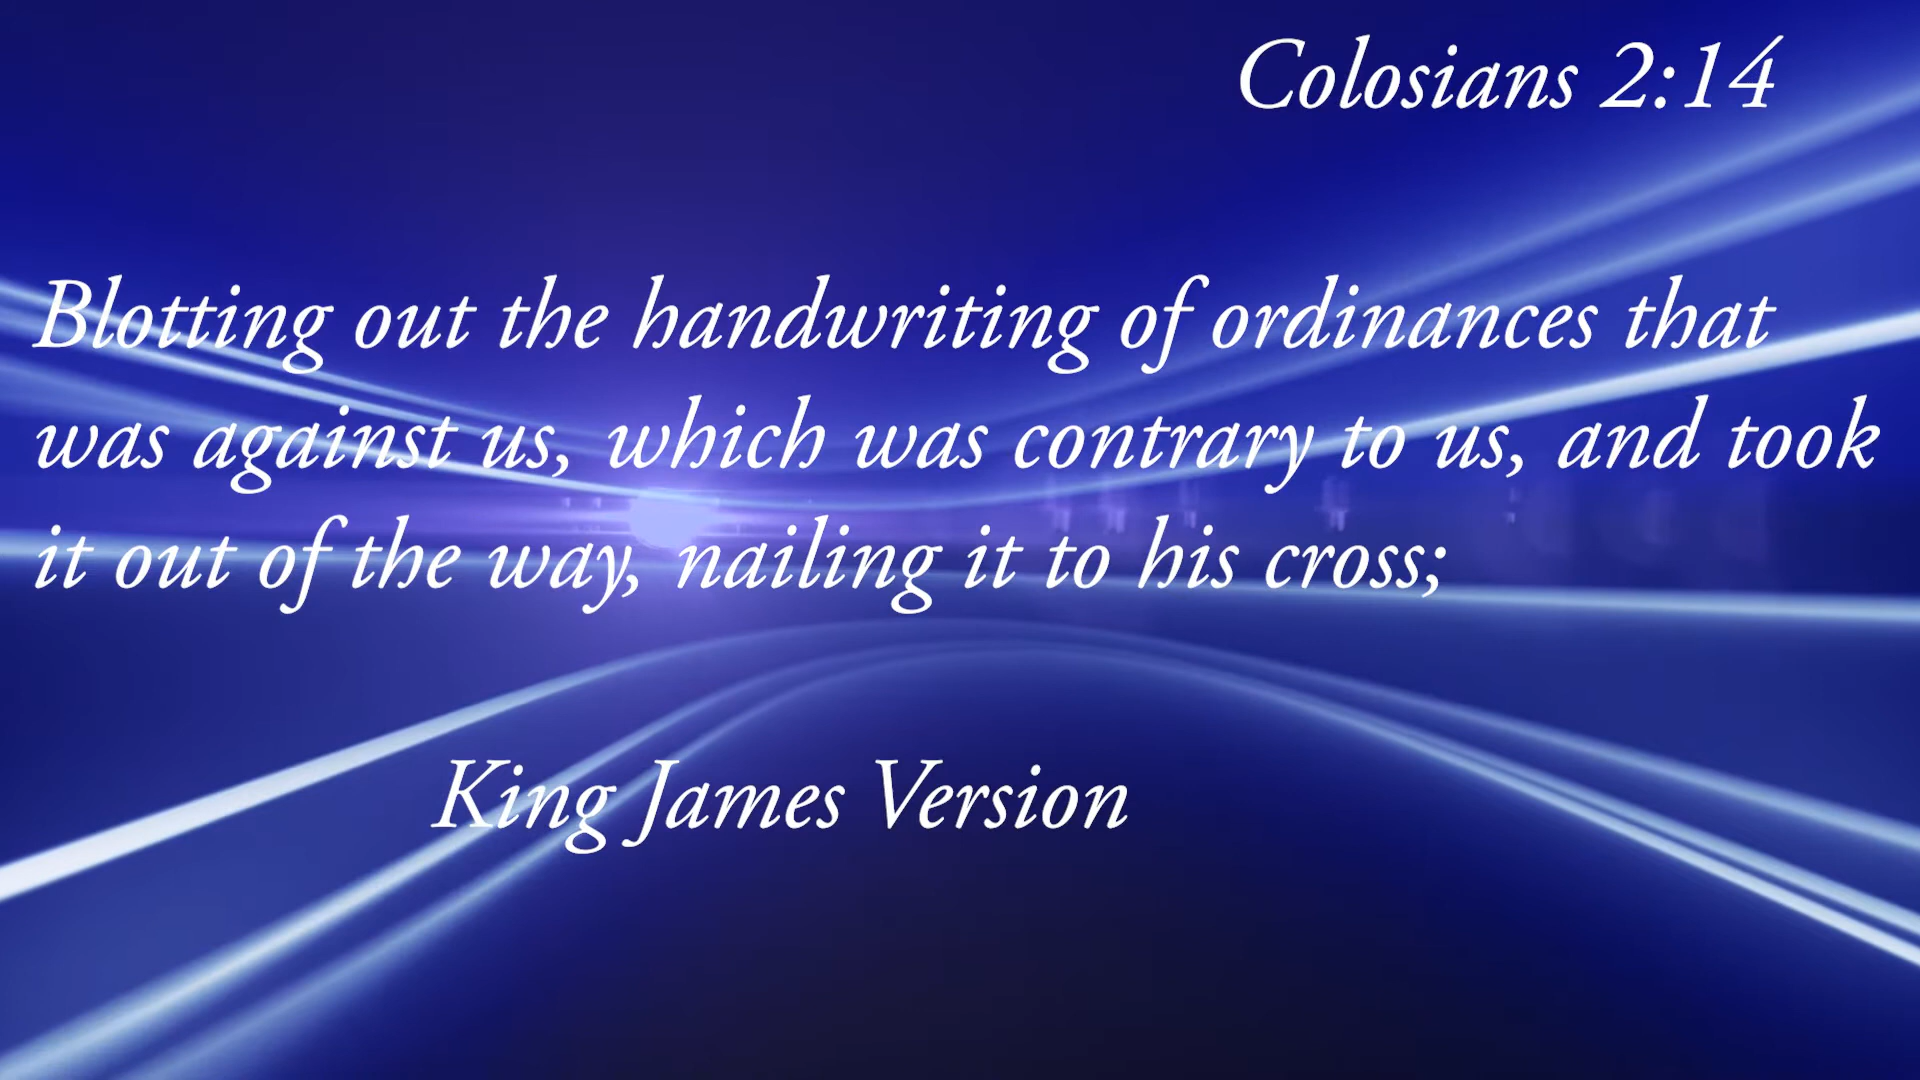 Colosians 2:14
Blotting out the handwriting of ordinances that
was against us, which was contrary to us, and took
it out of the way, nailing it to his cross;
King James Version